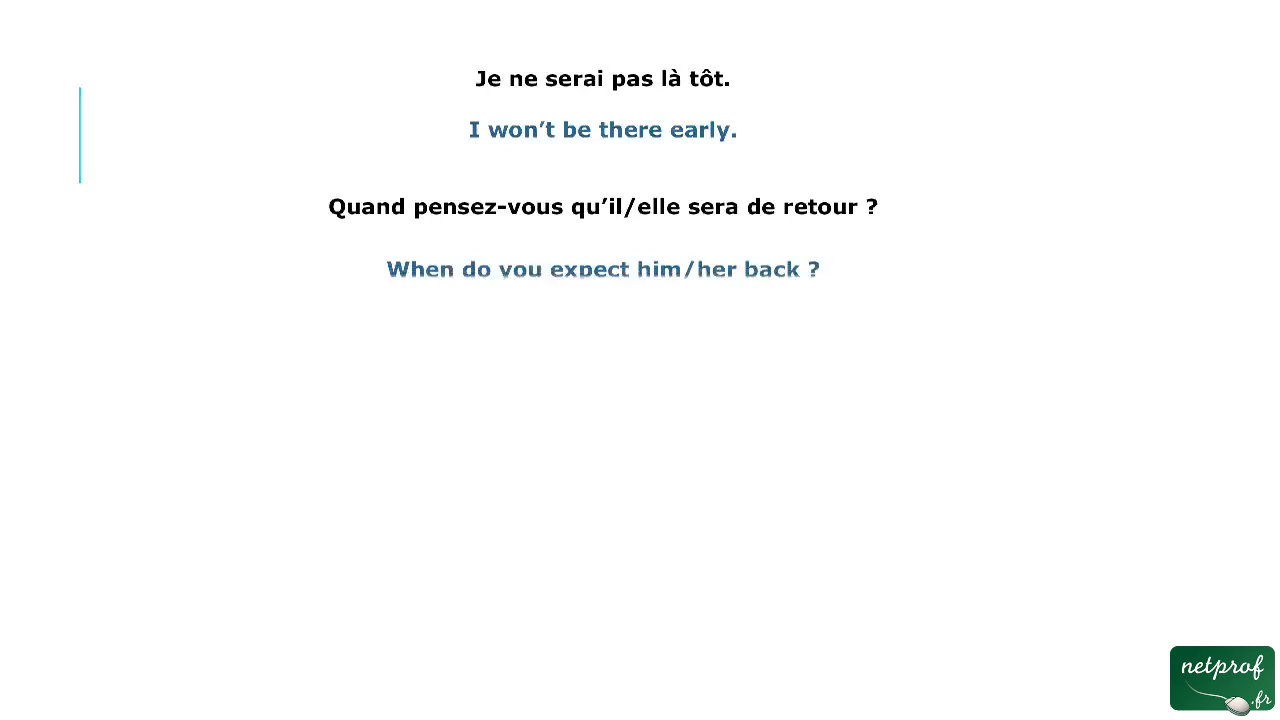 Je ne serai pas là tôt.
I won’t be there early.
Quand pensez-vous qu’il/elle sera de retour ?
When do you expect him/her back ?
netprof
.fr